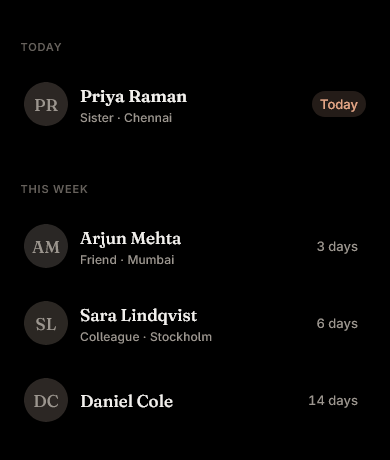 TODAY
PR
Priya Raman
Today
Sister · Chennai
THIS WEEK
AM
Arjun Mehta
3 days
Friend · Mumbai
SL
Sara Lindqvist
6 days
Colleague · Stockholm
DC
Daniel Cole
14 days